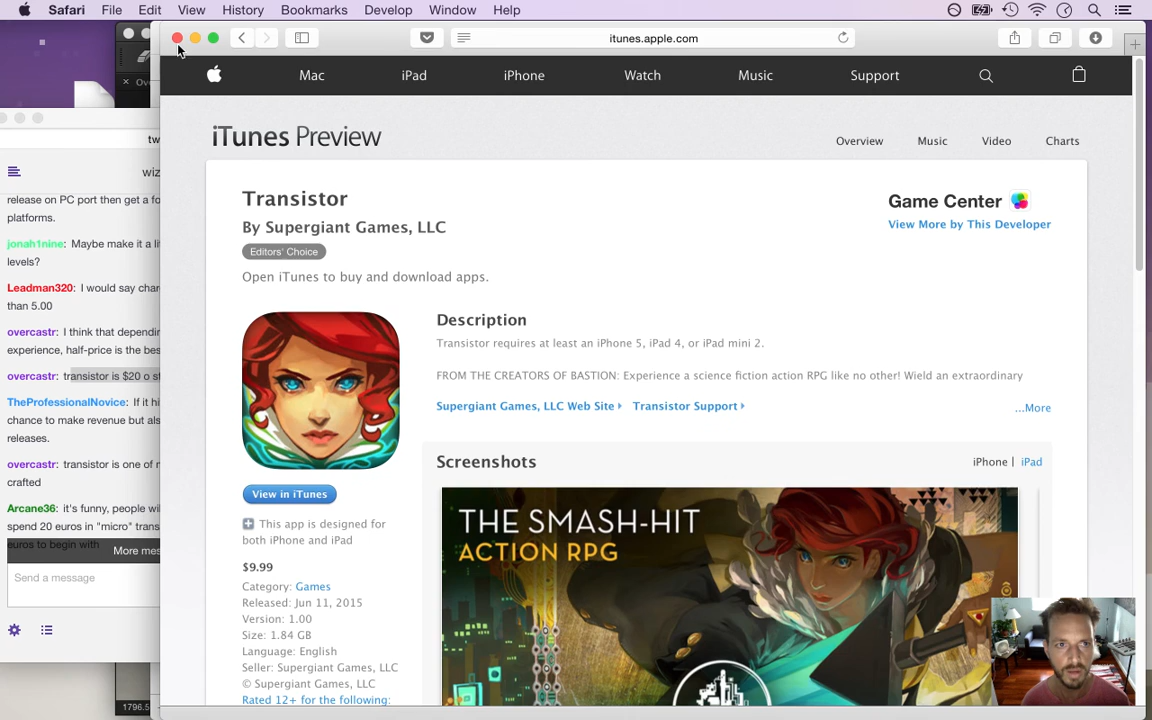 Safari File Edit View History Bookmarks Develop Window Help
itunes.apple.com
Mac iPad iPhone Watch Music Support
iTunes Preview
Overview Music Video Charts
Transistor
By Supergiant Games, LLC
Editors' Choice
Open iTunes to buy and download apps.
Game Center
View More by This Developer
Description
Transistor requires at least an iPhone 5, iPad 4, or iPad mini 2.
FROM THE CREATORS OF BASTION: Experience a science fiction action RPG like no other! Wield an extraordinary
Supergiant Games, LLC Web Site Transistor Support
...More
Screenshots
iPhone | iPad
THE SMASH-HIT
ACTION RPG
View in iTunes
This app is designed for
both iPhone and iPad
$9.99
Category: Games
Released: Jun 11, 2015
Version: 1.00
Size: 1.84 GB
Language: English
Seller: Supergiant Games, LLC
© Supergiant Games, LLC
Rated 12+ for the following:
× Ov
tw
wiz
release on PC port then get a fo
platforms.
jonah1nine: Maybe make it a li
levels?
Leadman320: I would say char
than 5.00
overcastr: I think that dependin
experience, half-price is the bes
overcastr: transistor is $20 o st
TheProfessionalNovice: If it hi
chance to make revenue but als
releases.
overcastr: transistor is one of m
crafted
Arcane36: it's funny, people wil
spend 20 euros in "micro" trans
euros to begin with
More mes
Send a message
1796.5